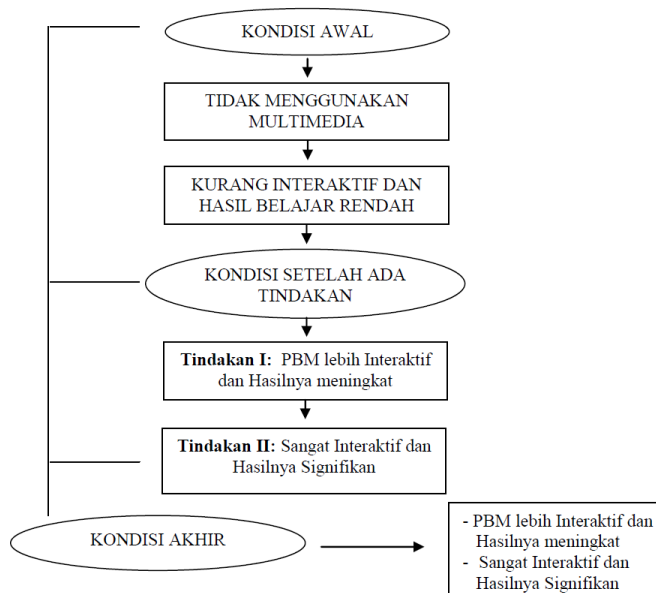 KONDISI AWAL
TIDAK MENGGUNAKAN
MULTIMEDIA
KURANG INTERAKTIF DAN
HASIL BELAJAR RENDAH
KONDISI SETELAH ADA
TINDAKAN
Tindakan I: PBM lebih Interaktif
dan Hasilnya meningkat
Tindakan II: Sangat Interaktif dan
Hasilnya Signifikan
KONDISI AKHIR
- PBM lebih Interaktif dan
Hasilnya meningkat
- Sangat Interaktif dan
Hasilnya Signifikan